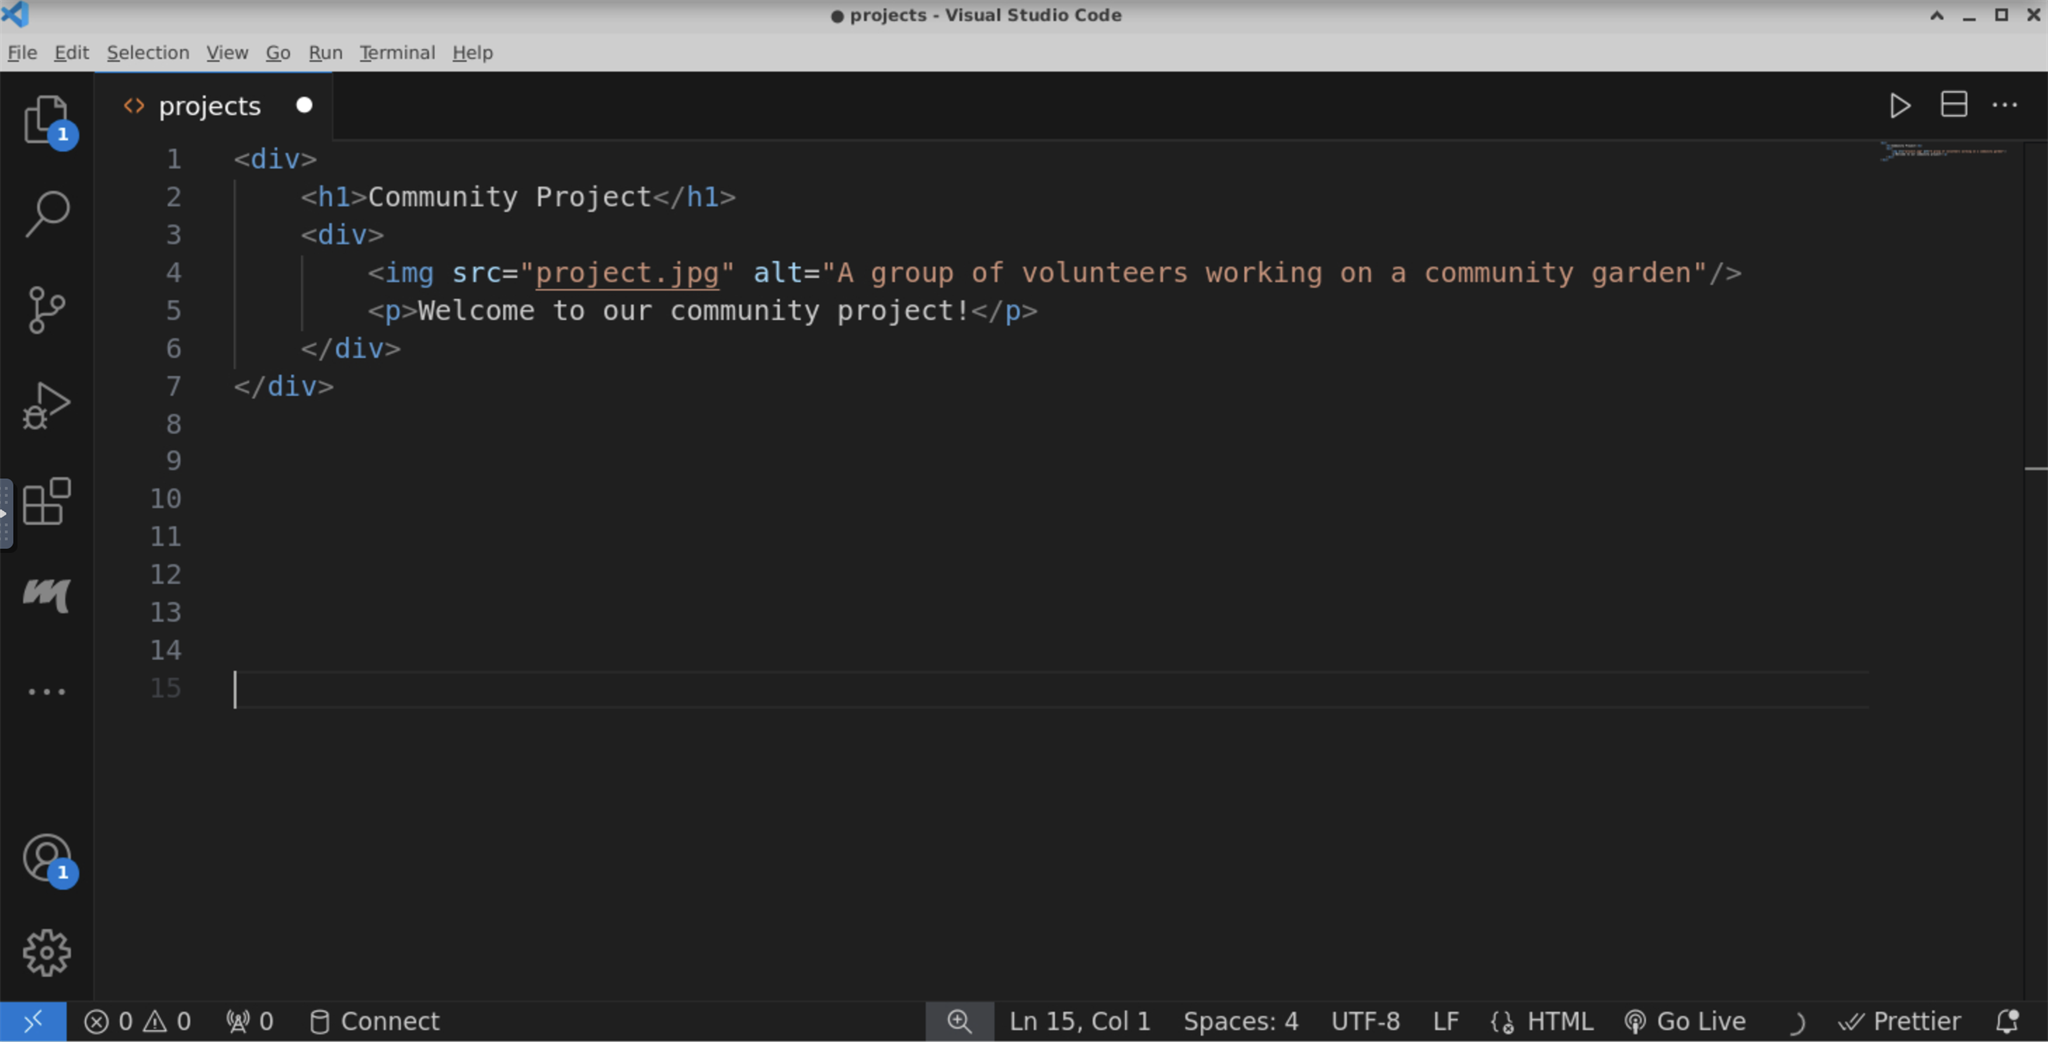 projects - Visual Studio Code
File Edit Selection View Go Run Terminal Help
projects
1 <div>
2     <h1>Community Project</h1>
3     <div>
4         <img src="project.jpg" alt="A group of volunteers working on a community garden"/>
5         <p>Welcome to our community project!</p>
6     </div>
7 </div>
8
9
10
11
12
13
14
15
1
1
0 0 0 Connect Ln 15, Col 1 Spaces: 4 UTF-8 LF HTML Go Live Prettier